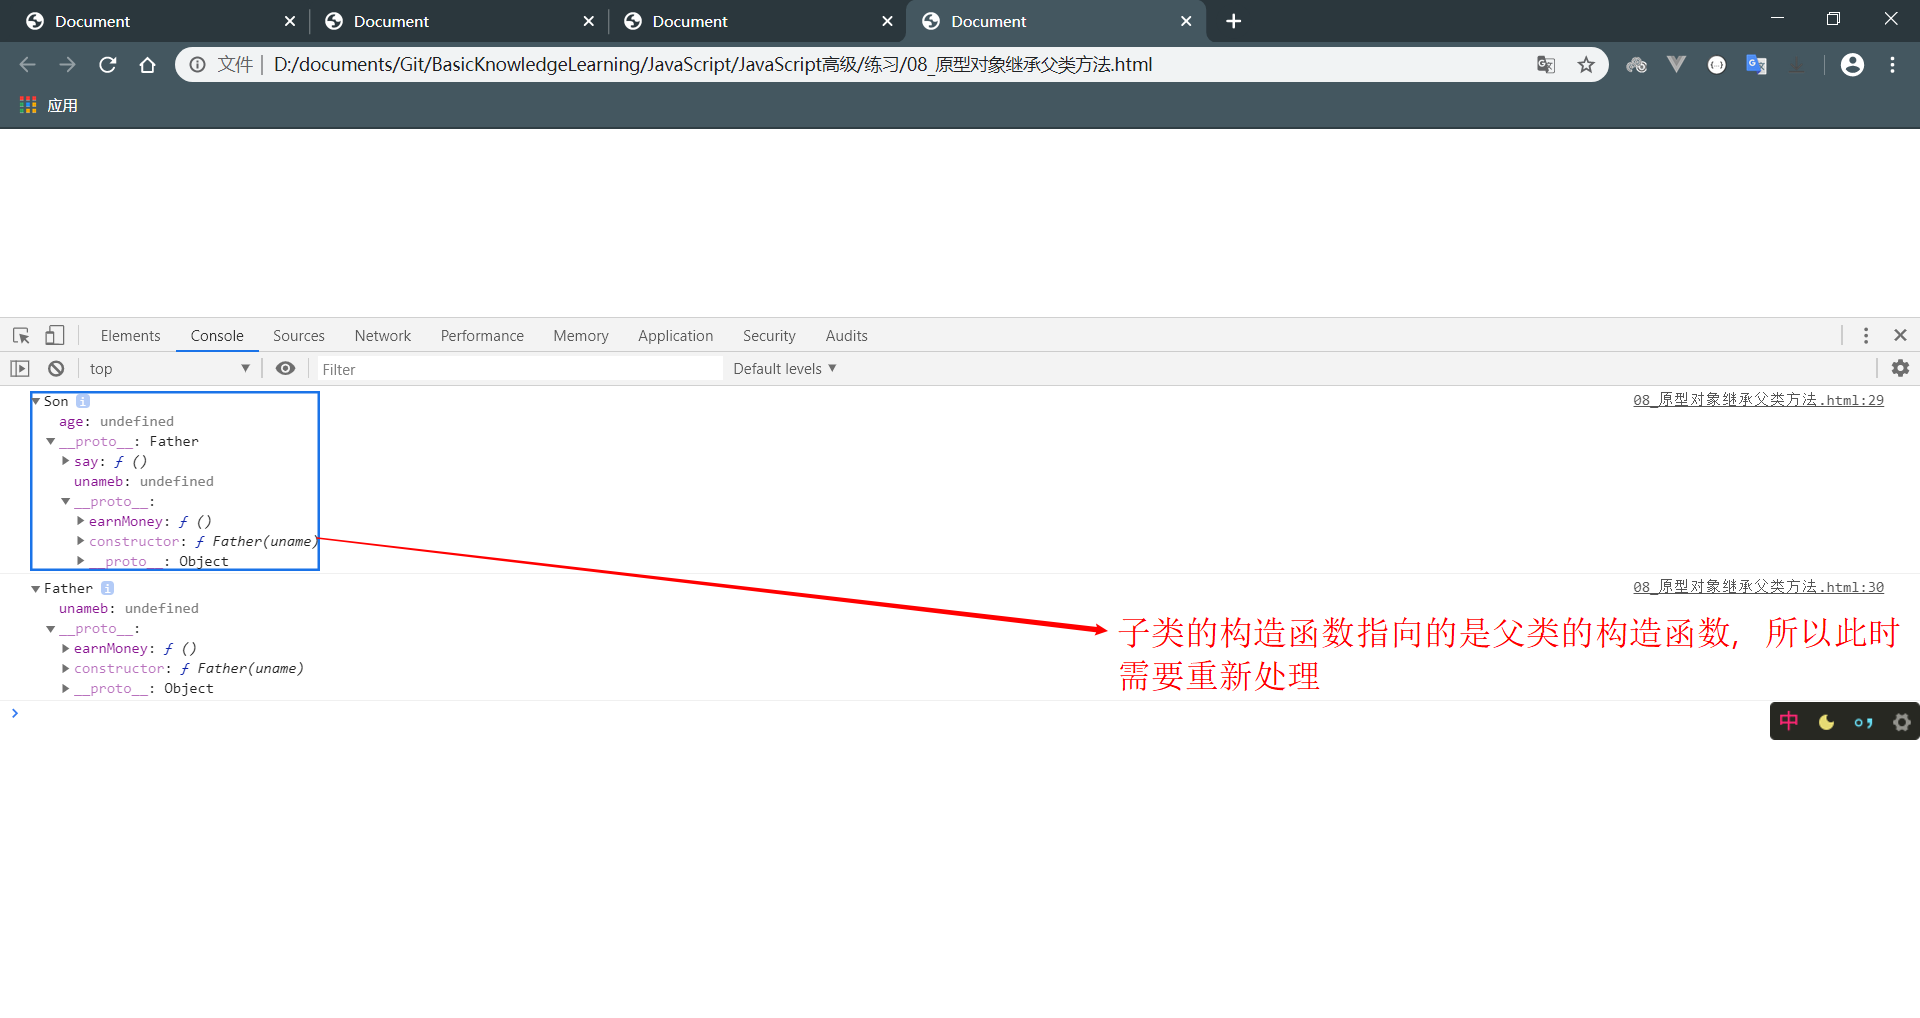 Document Document Document Document
文件 D:/documents/Git/BasicKnowledgeLearning/JavaScript/JavaScript高级/练习/08_原型对象继承父类方法.html
应用
Elements Console Sources Network Performance Memory Application Security Audits
top Filter Default levels
Son 08_原型对象继承父类方法.html:29
age: undefined
__proto__: Father
say: ƒ ()
unameb: undefined
__proto__:
earnMoney: ƒ ()
constructor: ƒ Father(uname)
__proto__: Object
Father 08_原型对象继承父类方法.html:30
unameb: undefined
__proto__:
earnMoney: ƒ ()
constructor: ƒ Father(uname)
__proto__: Object
子类的构造函数指向的是父类的构造函数，所以此时
需要重新处理
中